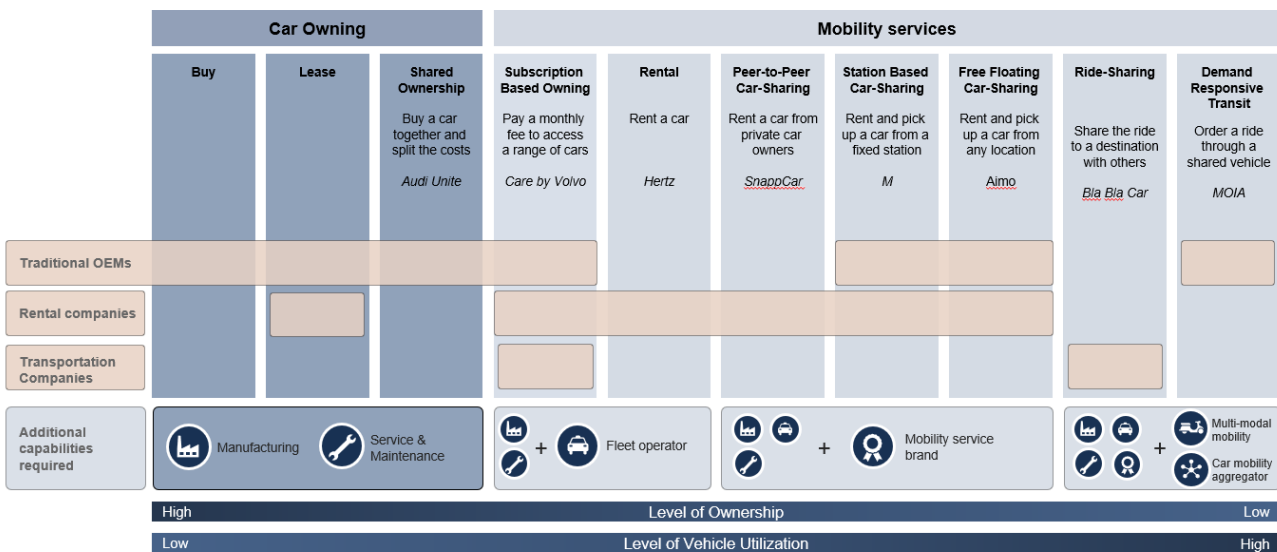 Car Owning
Mobility services
Buy
Lease
Shared
Ownership
Buy a car
together and
split the costs
Audi Unite
Subscription
Based Owning
Pay a monthly
fee to access
a range of cars
Care by Volvo
Rental
Rent a car
Hertz
Peer-to-Peer
Car-Sharing
Rent a car from
private car
owners
SnappCar
Station Based
Car-Sharing
Rent and pick
up a car from a
fixed station
M
Free Floating
Car-Sharing
Rent and pick
up a car from
any location
Aimo
Ride-Sharing
Share the ride
to a destination
with others
Bla Bla Car
Demand
Responsive
Transit
Order a ride
through a
shared vehicle
MOIA
Traditional OEMs
Rental companies
Transportation
Companies
Additional
capabilities
required
Manufacturing
Service &
Maintenance
+
Fleet operator
+
Mobility service
brand
+
Multi-modal
mobility
Car mobility
aggregator
High
Level of Ownership
Low
Low
Level of Vehicle Utilization
High